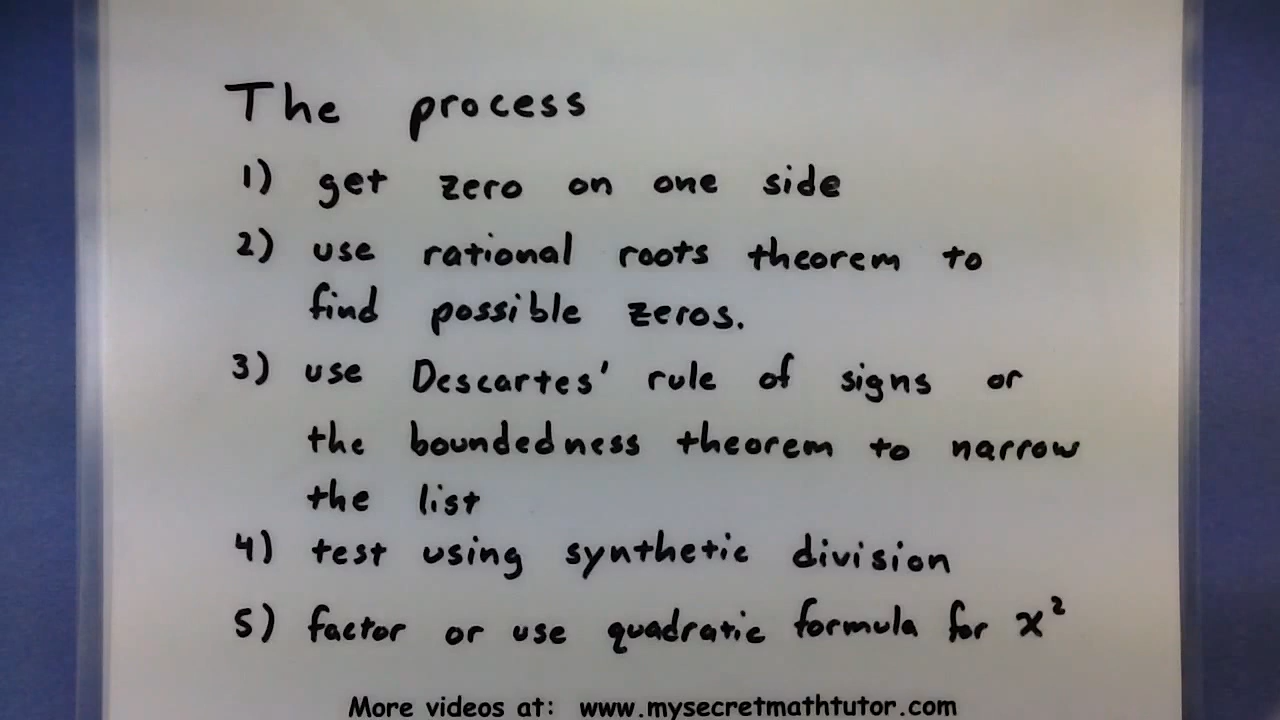 The process
1) get zero on one side
2) use rational roots theorem to
find possible zeros.
3) use Descartes' rule of signs or
the boundedness theorem to narrow
the list
4) test using synthetic division
5) factor or use quadratic formula for x²
More videos at: www.mysecretmathtutor.com